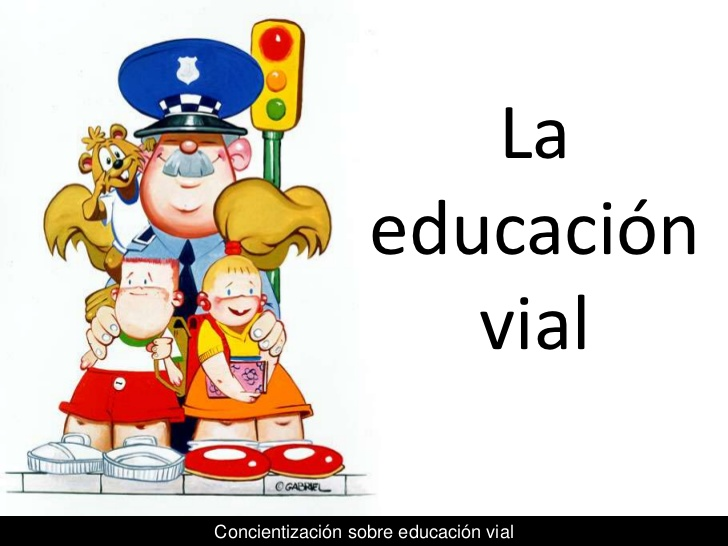 La
educación
vial
©GABRIEL
Concientización sobre educación vial